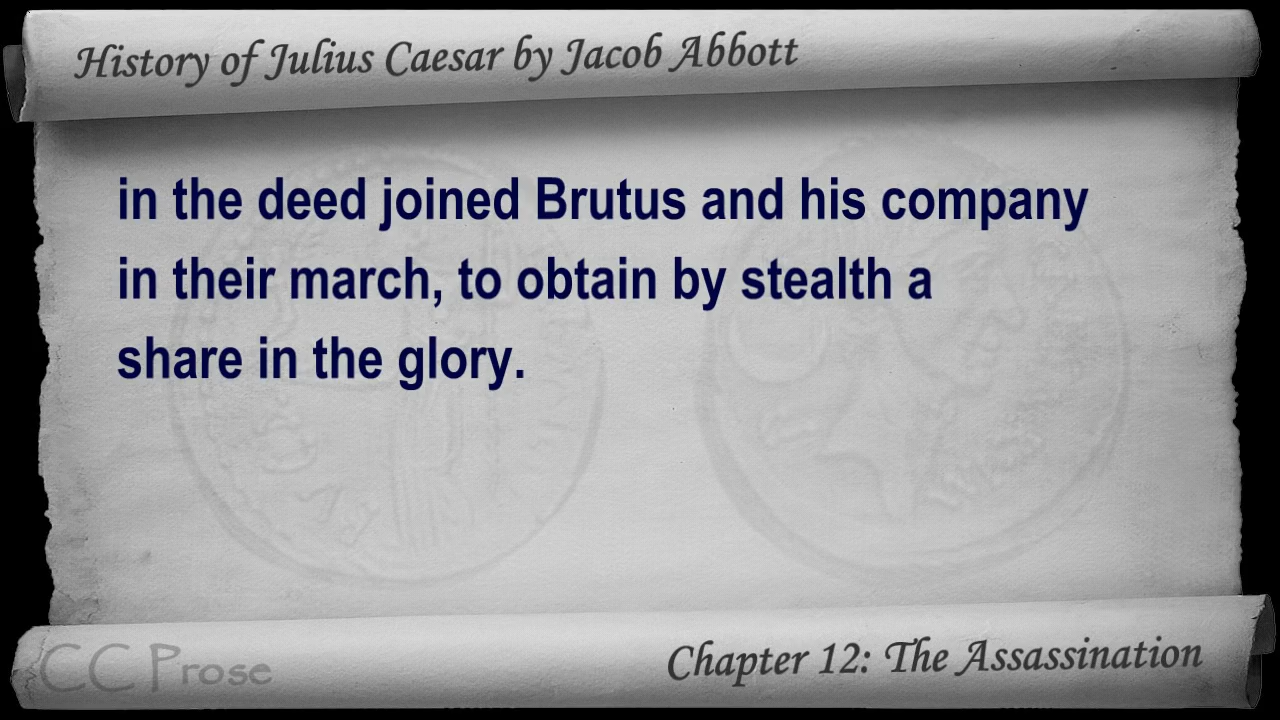 History of Julius Caesar by Jacob Abbott
in the deed joined Brutus and his company
in their march, to obtain by stealth a
share in the glory.
CC Prose
Chapter 12: The Assassination